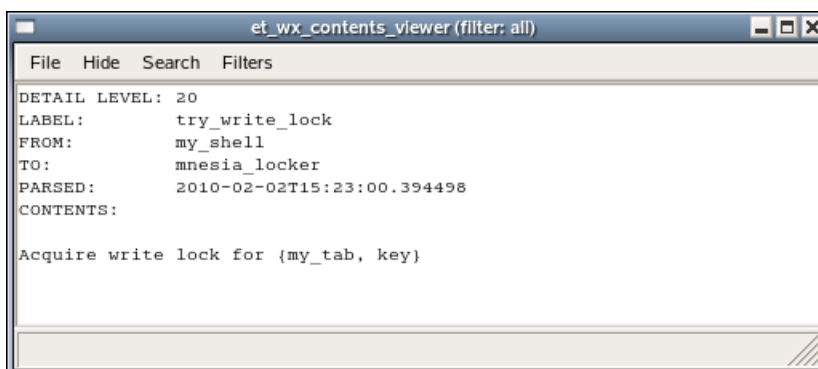 et_wx_contents_viewer (filter: all)
File Hide Search Filters
DETAIL LEVEL: 20
LABEL: try_write_lock
FROM: my_shell
TO: mnesia_locker
PARSED: 2010-02-02T15:23:00.394498
CONTENTS:
Acquire write lock for {my_tab, key}